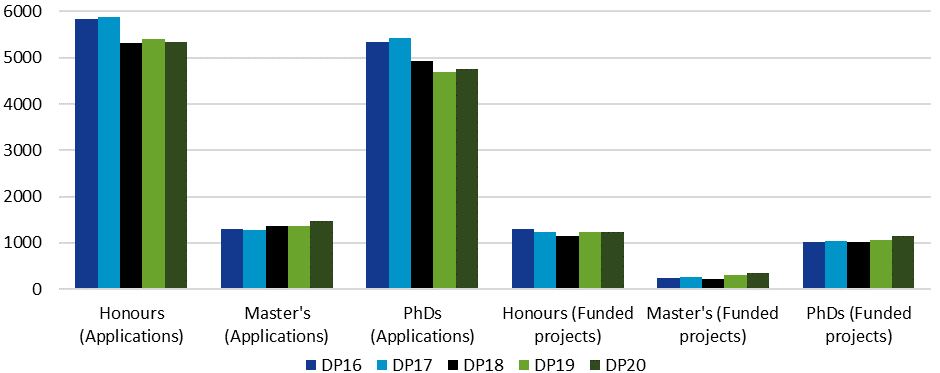 6000
5000
4000
3000
2000
1000
0
Honours Master's PhDs Honours (Funded Master's (Funded PhDs (Funded
(Applications) (Applications) (Applications) projects) projects) projects)
DP16 DP17 DP18 DP19 DP20